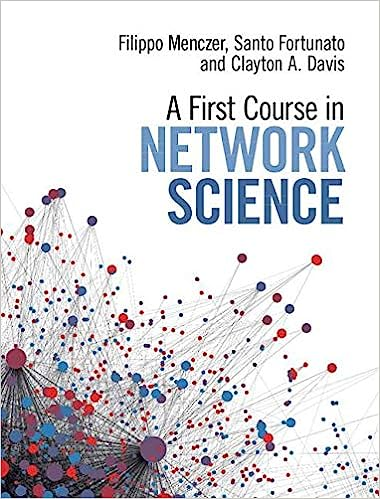 Filippo Menczer, Santo Fortunato
and Clayton A. Davis
A First Course in
NETWORK
SCIENCE